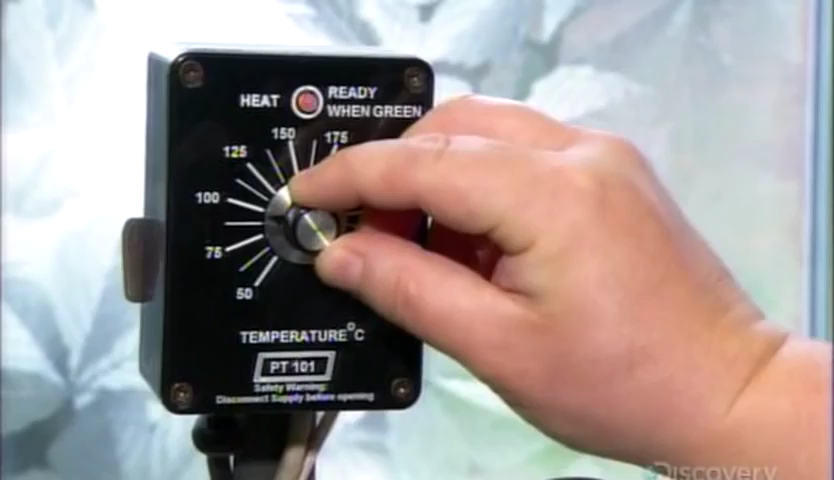 HEAT
READY
WHEN GREEN
150
175
125
100
75
50
TEMPERATURE°C
PT 101
Safety Warning:
Disconnect Supply before opening
Discovery